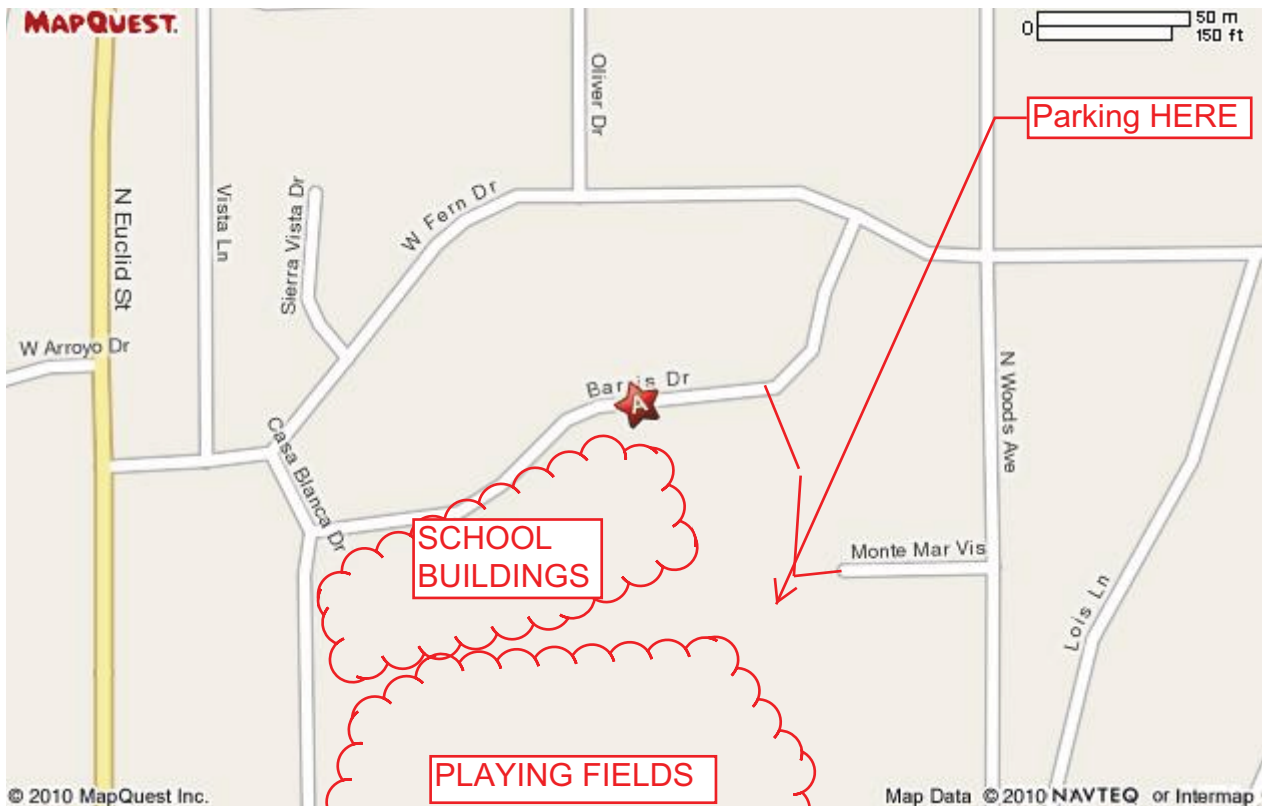 MAPQUEST.
0
50 m
150 ft
Parking HERE
Oliver Dr
N Euclid St
Vista Ln
Sierra Vista Dr
W Fern Dr
W Arroyo Dr
Barris Dr
A
N Woods Ave
Casa Blanca Dr
SCHOOL
BUILDINGS
Monte Mar Vis
Lois Ln
PLAYING FIELDS
© 2010 MapQuest Inc.
Map Data © 2010 NAVTEQ or Intermap